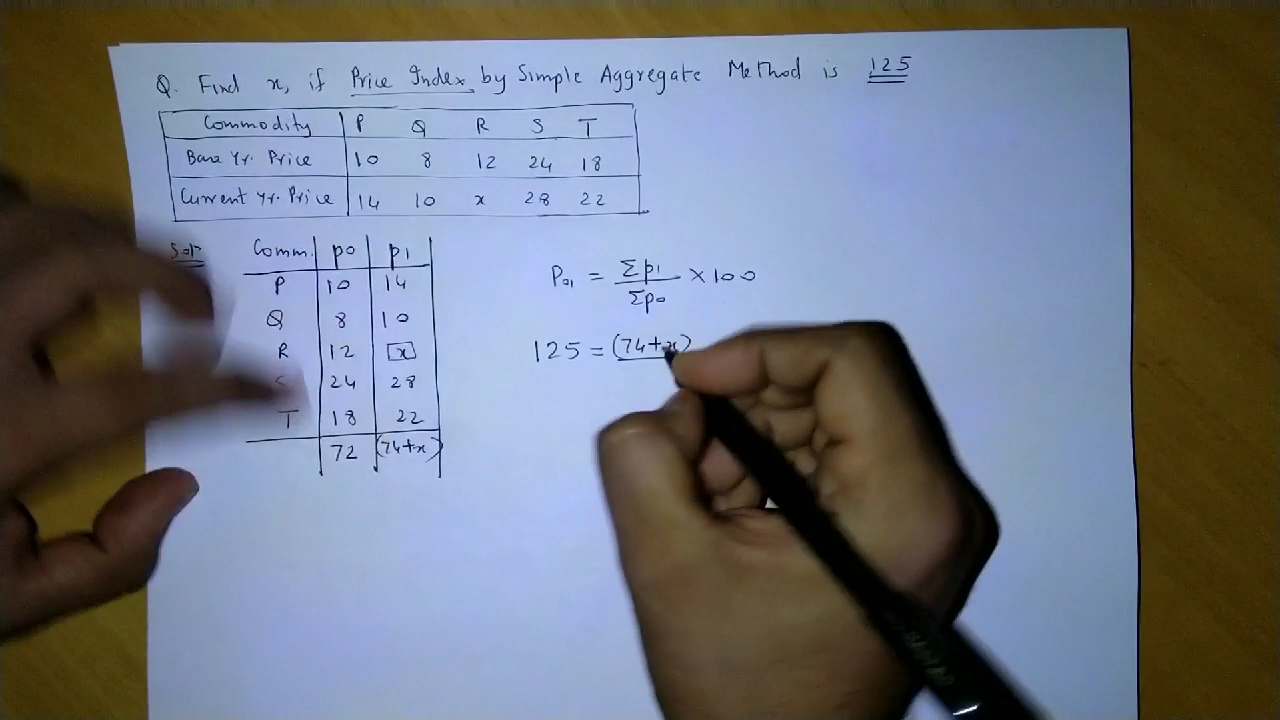 Q. Find x, if Price Index by Simple Aggregate Method is 125
Commodity P Q R S T
Base Yr. Price 10 8 12 24 18
Current Yr. Price 14 10 x 28 22
Solⁿ
Comm. p0 p1
P 10 14
Q 8 10
R 12 x
S 24 28
T 18 22
72 (74+x)
P01 = Σp1 / Σp0 × 100
125 = (74+x)